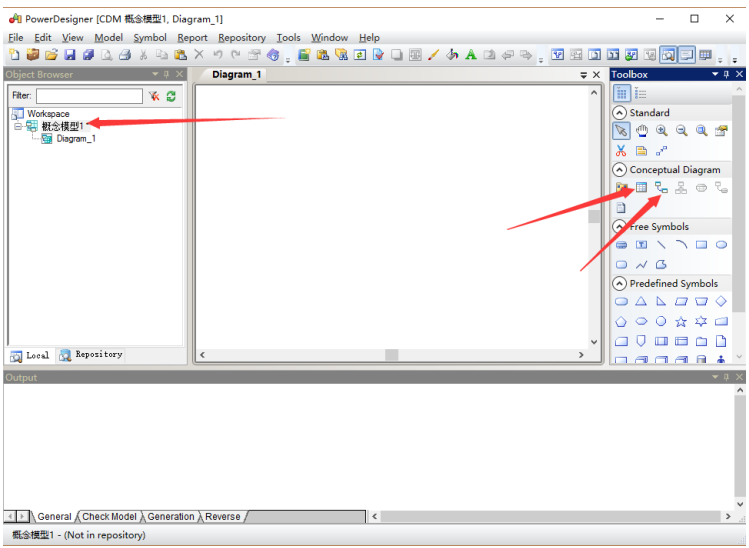 PowerDesigner [CDM 概念模型1, Diagram_1]
File Edit View Model Symbol Report Repository Tools Window Help
Object Browser
Diagram_1
Toolbox
Filter:
Workspace
概念模型1
Diagram_1
Standard
Conceptual Diagram
Free Symbols
Predefined Symbols
Local Repository
Output
General Check Model Generation Reverse
概念模型1 - (Not in repository)